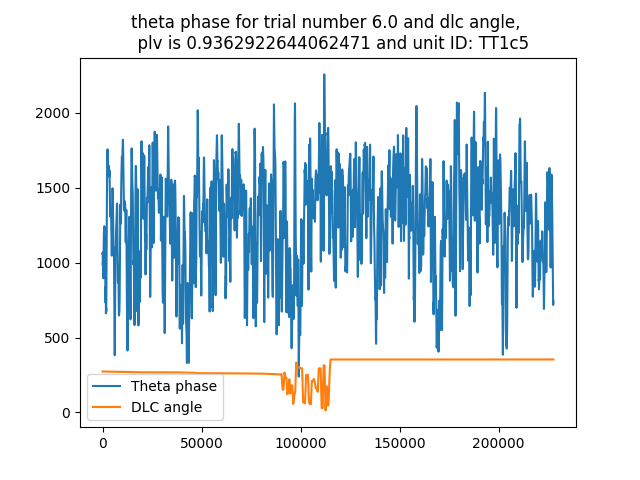 theta phase for trial number 6.0 and dlc angle,
plv is 0.9362922644062471 and unit ID: TT1c5
2000
1500
1000
500
0
Theta phase
DLC angle
0
50000
100000
150000
200000